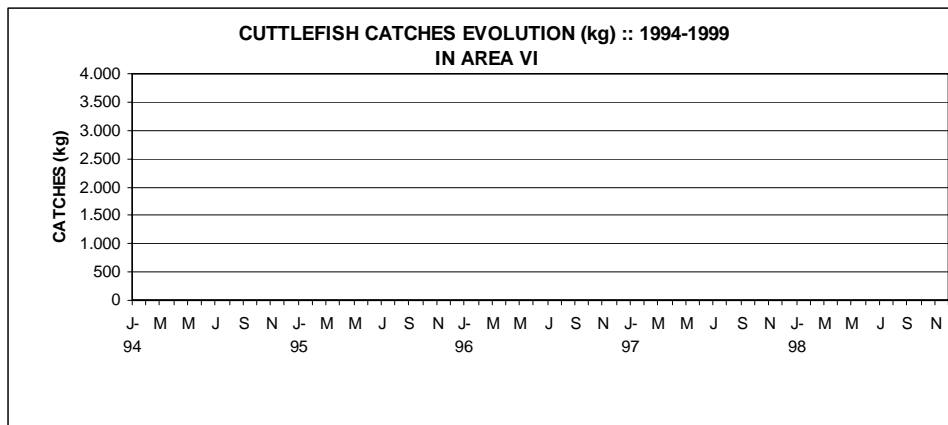 CUTTLEFISH CATCHES EVOLUTION (kg) :: 1994-1999
IN AREA VI
CATCHES (kg)
4.000
3.500
3.000
2.500
2.000
1.500
1.000
500
0
J- M M J S N J- M M J S N J- M M J S N J- M M J S N J- M M J S N
94 95 96 97 98